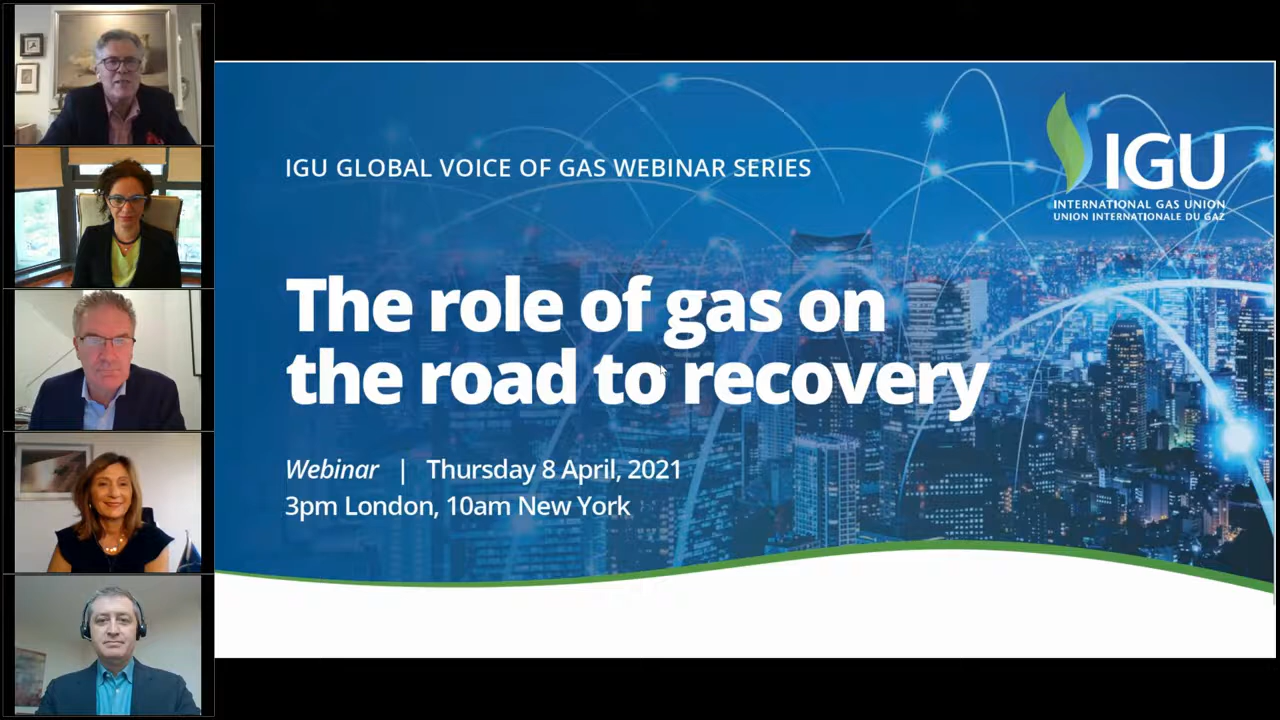 IGU GLOBAL VOICE OF GAS WEBINAR SERIES
IGU
INTERNATIONAL GAS UNION
UNION INTERNATIONALE DU GAZ
The role of gas on
the road to recovery
Webinar | Thursday 8 April, 2021
3pm London, 10am New York